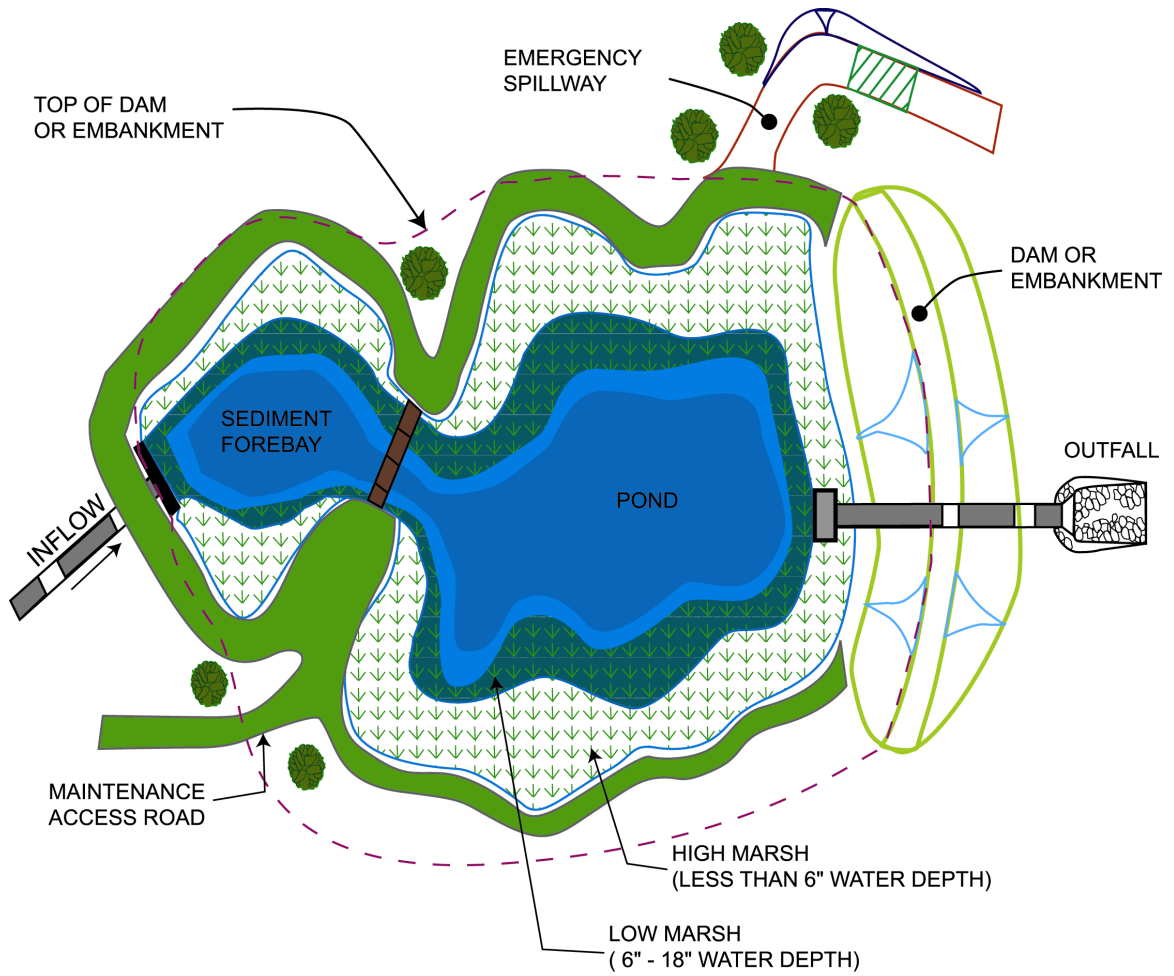 EMERGENCY
SPILLWAY
TOP OF DAM
OR EMBANKMENT
DAM OR
EMBANKMENT
SEDIMENT
FOREBAY
OUTFALL
POND
INFLOW
MAINTENANCE
ACCESS ROAD
HIGH MARSH
(LESS THAN 6" WATER DEPTH)
LOW MARSH
( 6" - 18" WATER DEPTH)